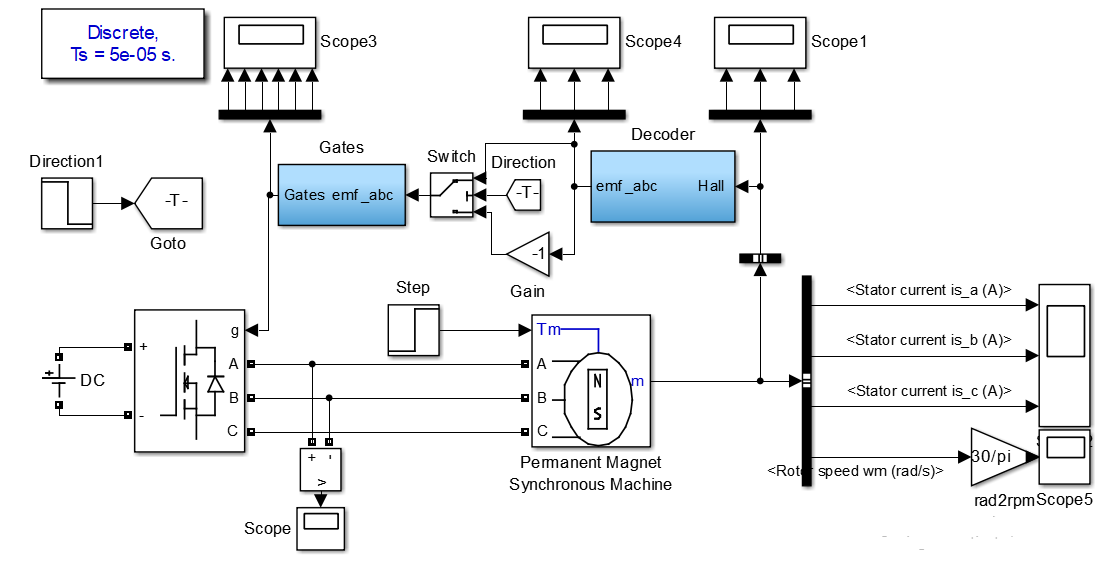 Discrete,
Ts = 5e-05 s.
Scope3
Scope4
Scope1
Direction1
-T-
Goto
Gates
Gates emf_abc
Switch
Direction
-T-
Decoder
emf_abc Hall
-1
Gain
Step
<Stator current is_a (A)>
<Stator current is_b (A)>
<Stator current is_c (A)>
<Rotor speed wm (rad/s)>
30/pi
rad2rpm
Scope5
DC
+
-
g
A
B
C
Tm
A
B
C
m
N
S
Permanent Magnet
Synchronous Machine
+
-
v
Scope